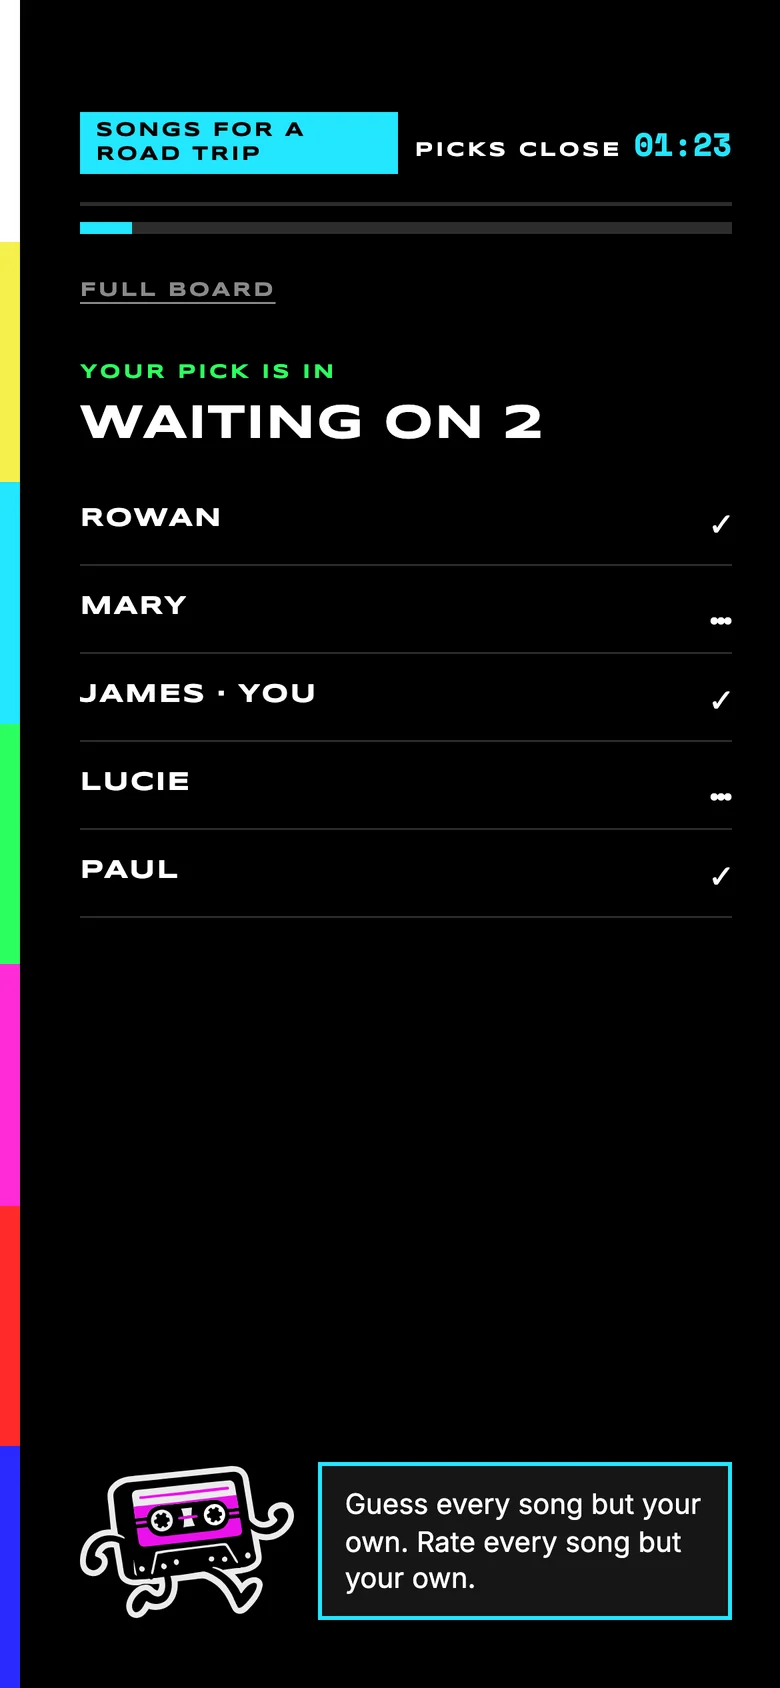 SONGS FOR A
ROAD TRIP
PICKS CLOSE 01:23
FULL BOARD
YOUR PICK IS IN
WAITING ON 2
ROWAN ✓
MARY •••
JAMES · YOU ✓
LUCIE •••
PAUL ✓
Guess every song but your
own. Rate every song but
your own.